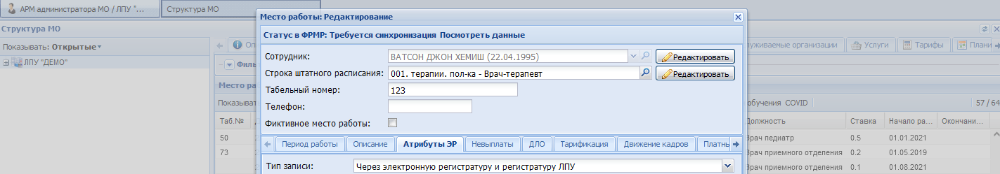 АРМ администратора МО / ЛПУ "...
Структура МО
Место работы: Редактирование
Структура МО
Статус в ФРМР: Требуется синхронизация Посмотреть данные
Показывать: Открытые
служиваемые организации
Услуги
Тарифы
Плани
ЛПУ "ДЕМО"
Сотрудник:
ВАТСОН ДЖОН ХЕМИШ (22.04.1995)
Редактировать
Строка штатного расписания:
001. терапии. пол-ка - Врач-терапевт
Редактировать
Табельный номер:
123
Место ра
Показыват
Телефон:
обучения COVID
57 / 64
Таб.№
Фиктивное место работы:
Должность
Ставка
Начало ра...
Окончани...
50
Период работы
Описание
Атрибуты ЭР
Невыплаты
ДЛО
Тарификация
Движение кадров
Платны
Врач педиатр
0.5
01.01.2021
73
Врач приемного отделения
0.2
01.05.2019
Тип записи:
Через электронную регистратуру и регистратуру ЛПУ
Врач приемного отделения
0.1
01.08.2021